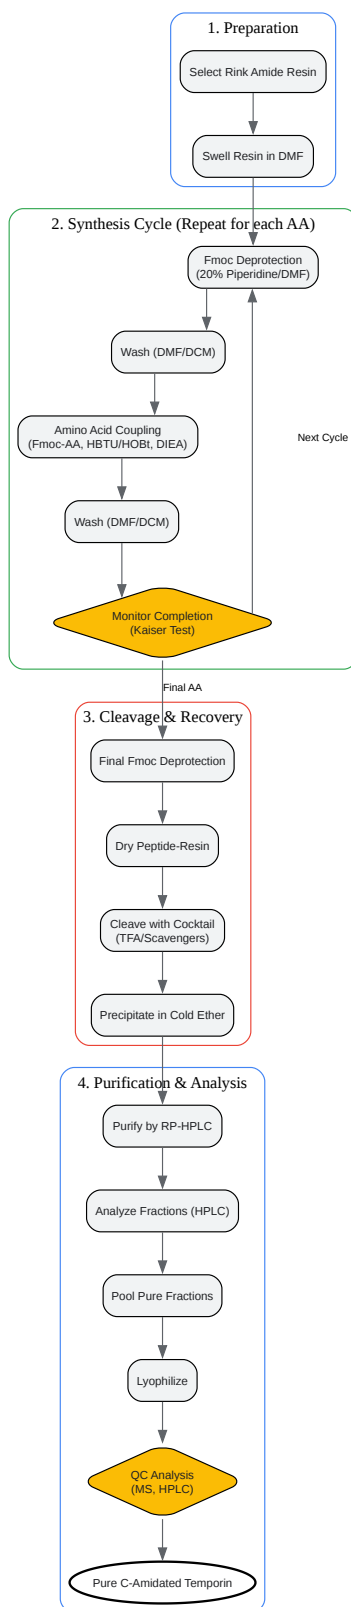 1. Preparation
Select Rink Amide Resin
Swell Resin in DMF
2. Synthesis Cycle (Repeat for each AA)
Fmoc Deprotection
(20% Piperidine/DMF)
Wash (DMF/DCM)
Amino Acid Coupling
(Fmoc-AA, HBTU/HOBt, DIEA)
Next Cycle
Wash (DMF/DCM)
Monitor Completion
(Kaiser Test)
Final AA
3. Cleavage & Recovery
Final Fmoc Deprotection
Dry Peptide-Resin
Cleave with Cocktail
(TFA/Scavengers)
Precipitate in Cold Ether
4. Purification & Analysis
Purify by RP-HPLC
Analyze Fractions (HPLC)
Pool Pure Fractions
Lyophilize
QC Analysis
(MS, HPLC)
Pure C-Amidated Temporin